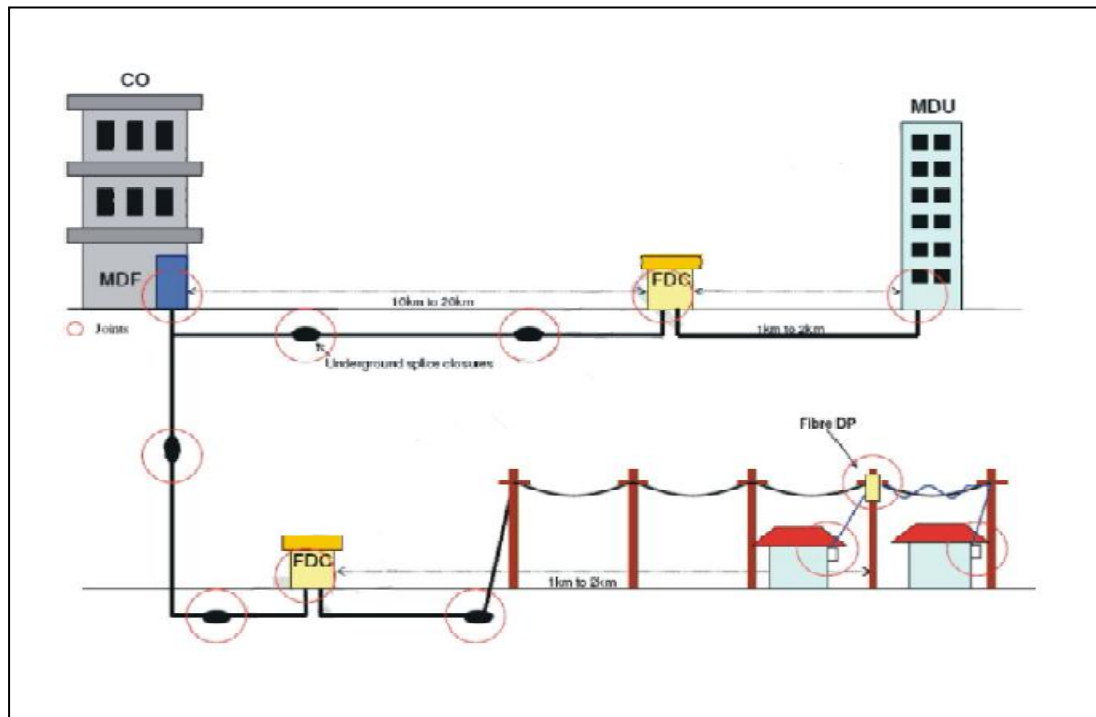 CO
MDU
MDF
FDC
10km to 20km
Joints
1km to 2km
Underground splice closures
Fibre DP
FDC
1km to 2km